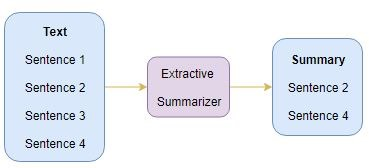 Text
Sentence 1
Sentence 2
Sentence 3
Sentence 4
Extractive
Summarizer
Summary
Sentence 2
Sentence 4